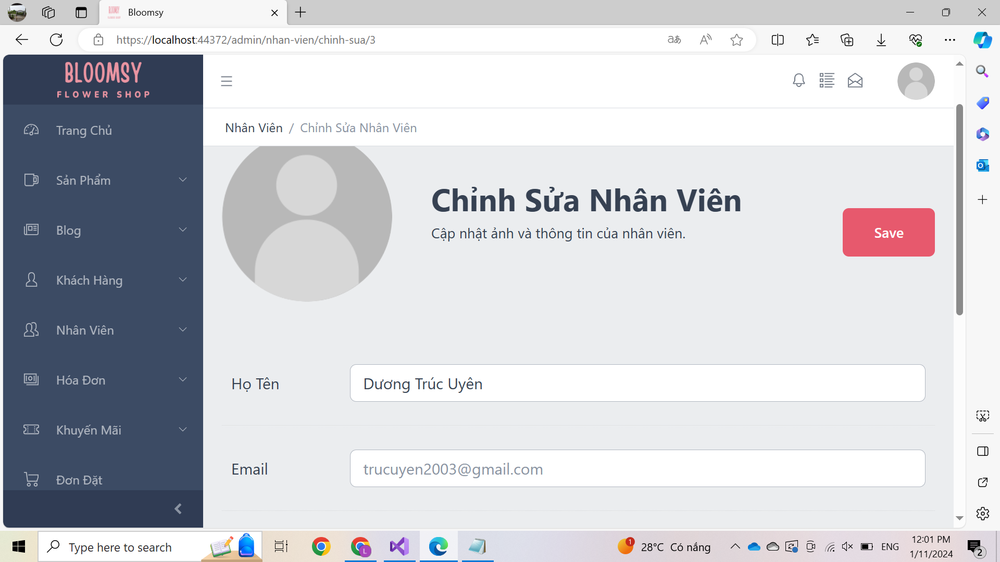 Bloomsy
https://localhost:44372/admin/nhan-vien/chinh-sua/3
BLOOMSY
FLOWER SHOP
Trang Chủ
Sản Phẩm
Blog
Khách Hàng
Nhân Viên
Hóa Đơn
Khuyến Mãi
Đơn Đặt
Nhân Viên / Chỉnh Sửa Nhân Viên
Chỉnh Sửa Nhân Viên
Cập nhật ảnh và thông tin của nhân viên.
Save
Họ Tên
Dương Trúc Uyên
Email
trucuyen2003@gmail.com
Type here to search
L
1
28°C Có nắng
ENG
12:01 PM
1/11/2024
2